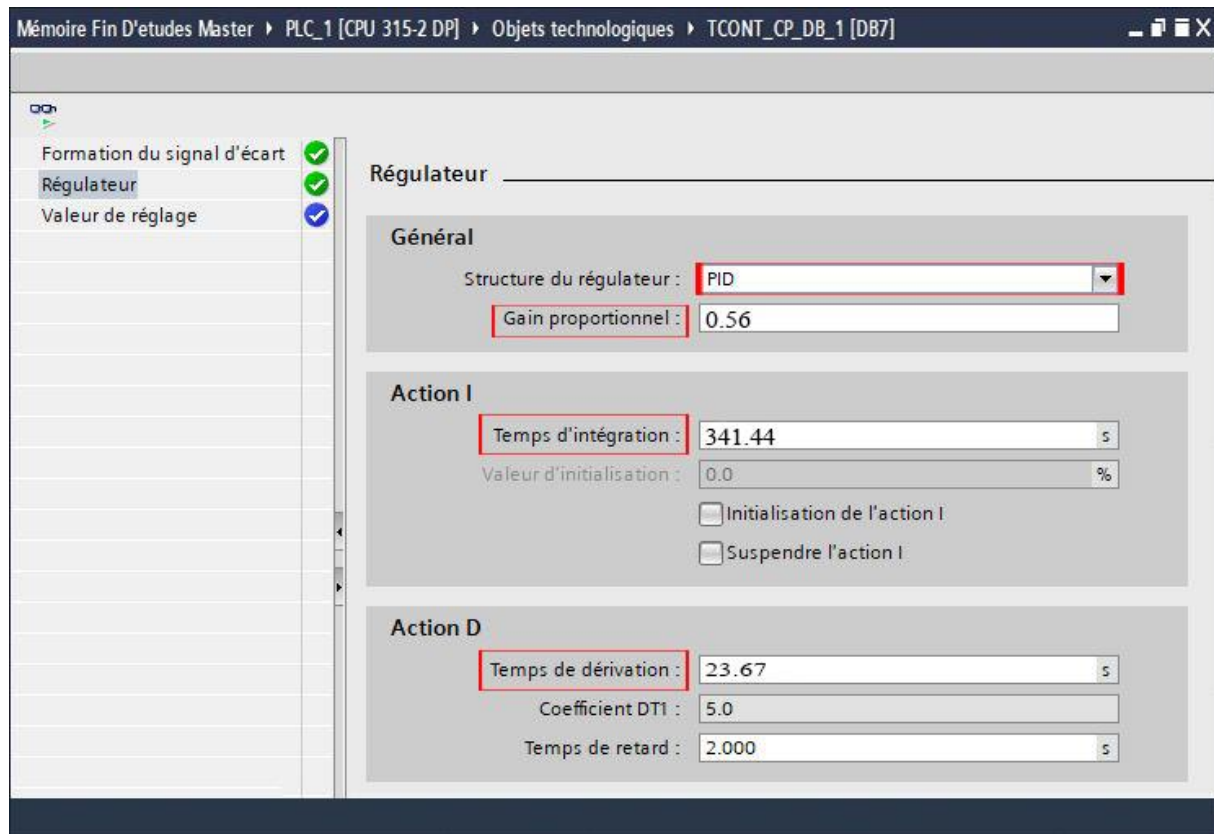 Mémoire Fin D'etudes Master ▸ PLC_1 [CPU 315-2 DP] ▸ Objets technologiques ▸ TCONT_CP_DB_1 [DB7]
Formation du signal d'écart
Régulateur
Valeur de réglage
Régulateur
Général
Structure du régulateur : PID
Gain proportionnel : 0.56
Action I
Temps d'intégration : 341.44 s
Valeur d'initialisation : 0.0 %
Initialisation de l'action I
Suspendre l'action I
Action D
Temps de dérivation : 23.67 s
Coefficient DT1 : 5.0
Temps de retard : 2.000 s